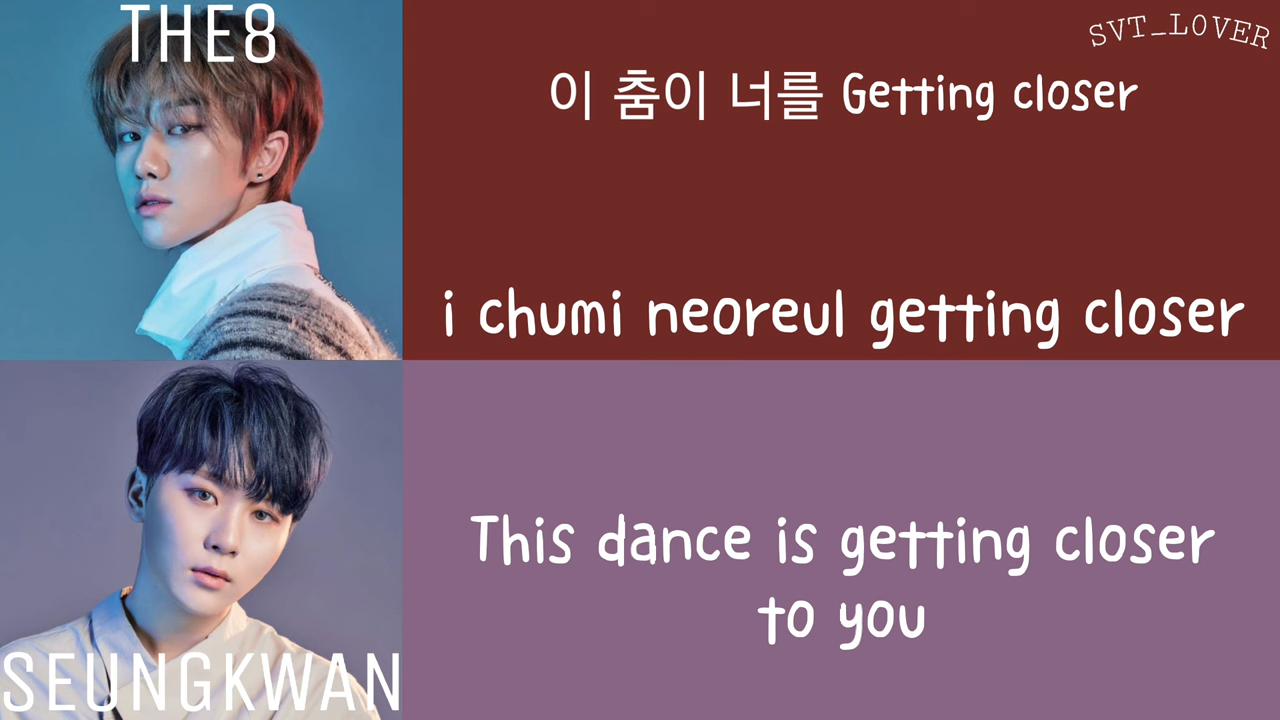 THE8
SVT_LOVER
이 춤이 너를 Getting closer
i chumi neoreul getting closer
This dance is getting closer
to you
SEUNGKWAN